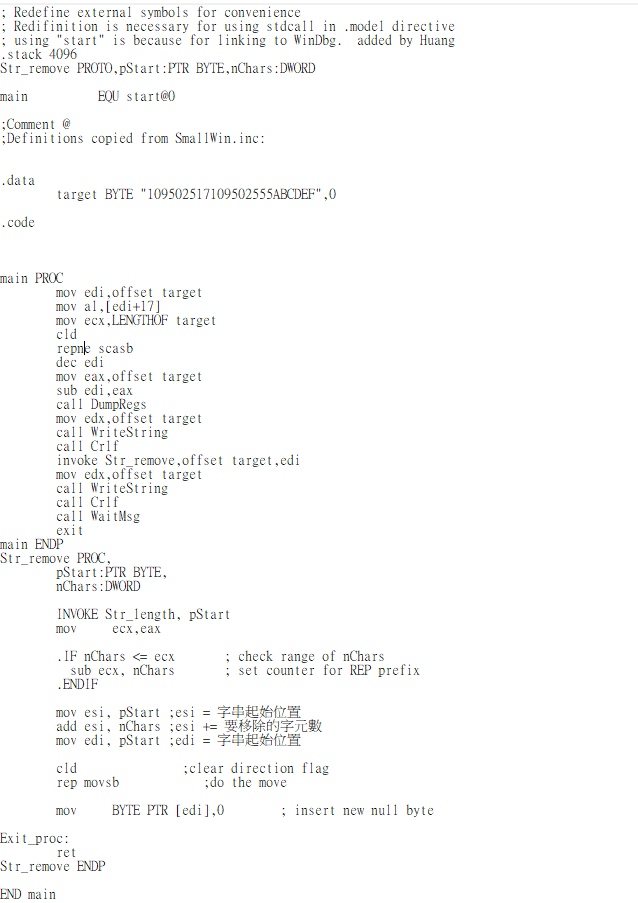 ; Redefine external symbols for convenience
; Redifinition is necessary for using stdcall in .model directive
; using "start" is because for linking to WinDbg.  added by Huang
.stack 4096
Str_remove PROTO,pStart:PTR BYTE,nChars:DWORD
main          EQU start@0
;Comment @
;Definitions copied from SmallWin.inc:
.data
        target BYTE "109502517109502555ABCDEF",0
.code
main PROC
        mov edi,offset target
        mov al,[edi+17]
        mov ecx,LENGTHOF target
        cld
        repne scasb
        dec edi
        mov eax,offset target
        sub edi,eax
        call DumpRegs
        mov edx,offset target
        call WriteString
        call Crlf
        invoke Str_remove,offset target,edi
        mov edx,offset target
        call WriteString
        call Crlf
        call WaitMsg
        exit
main ENDP
Str_remove PROC,
        pStart:PTR BYTE,
        nChars:DWORD
        INVOKE Str_length, pStart
        mov     ecx,eax
        .IF nChars <= ecx       ; check range of nChars
          sub ecx, nChars       ; set counter for REP prefix
        .ENDIF
        mov esi, pStart ;esi = 字串起始位置
        add esi, nChars ;esi += 要移除的字元數
        mov edi, pStart ;edi = 字串起始位置
        cld               ;clear direction flag
        rep movsb            ;do the move
        mov     BYTE PTR [edi],0        ; insert new null byte
Exit_proc:
        ret
Str_remove ENDP
END main